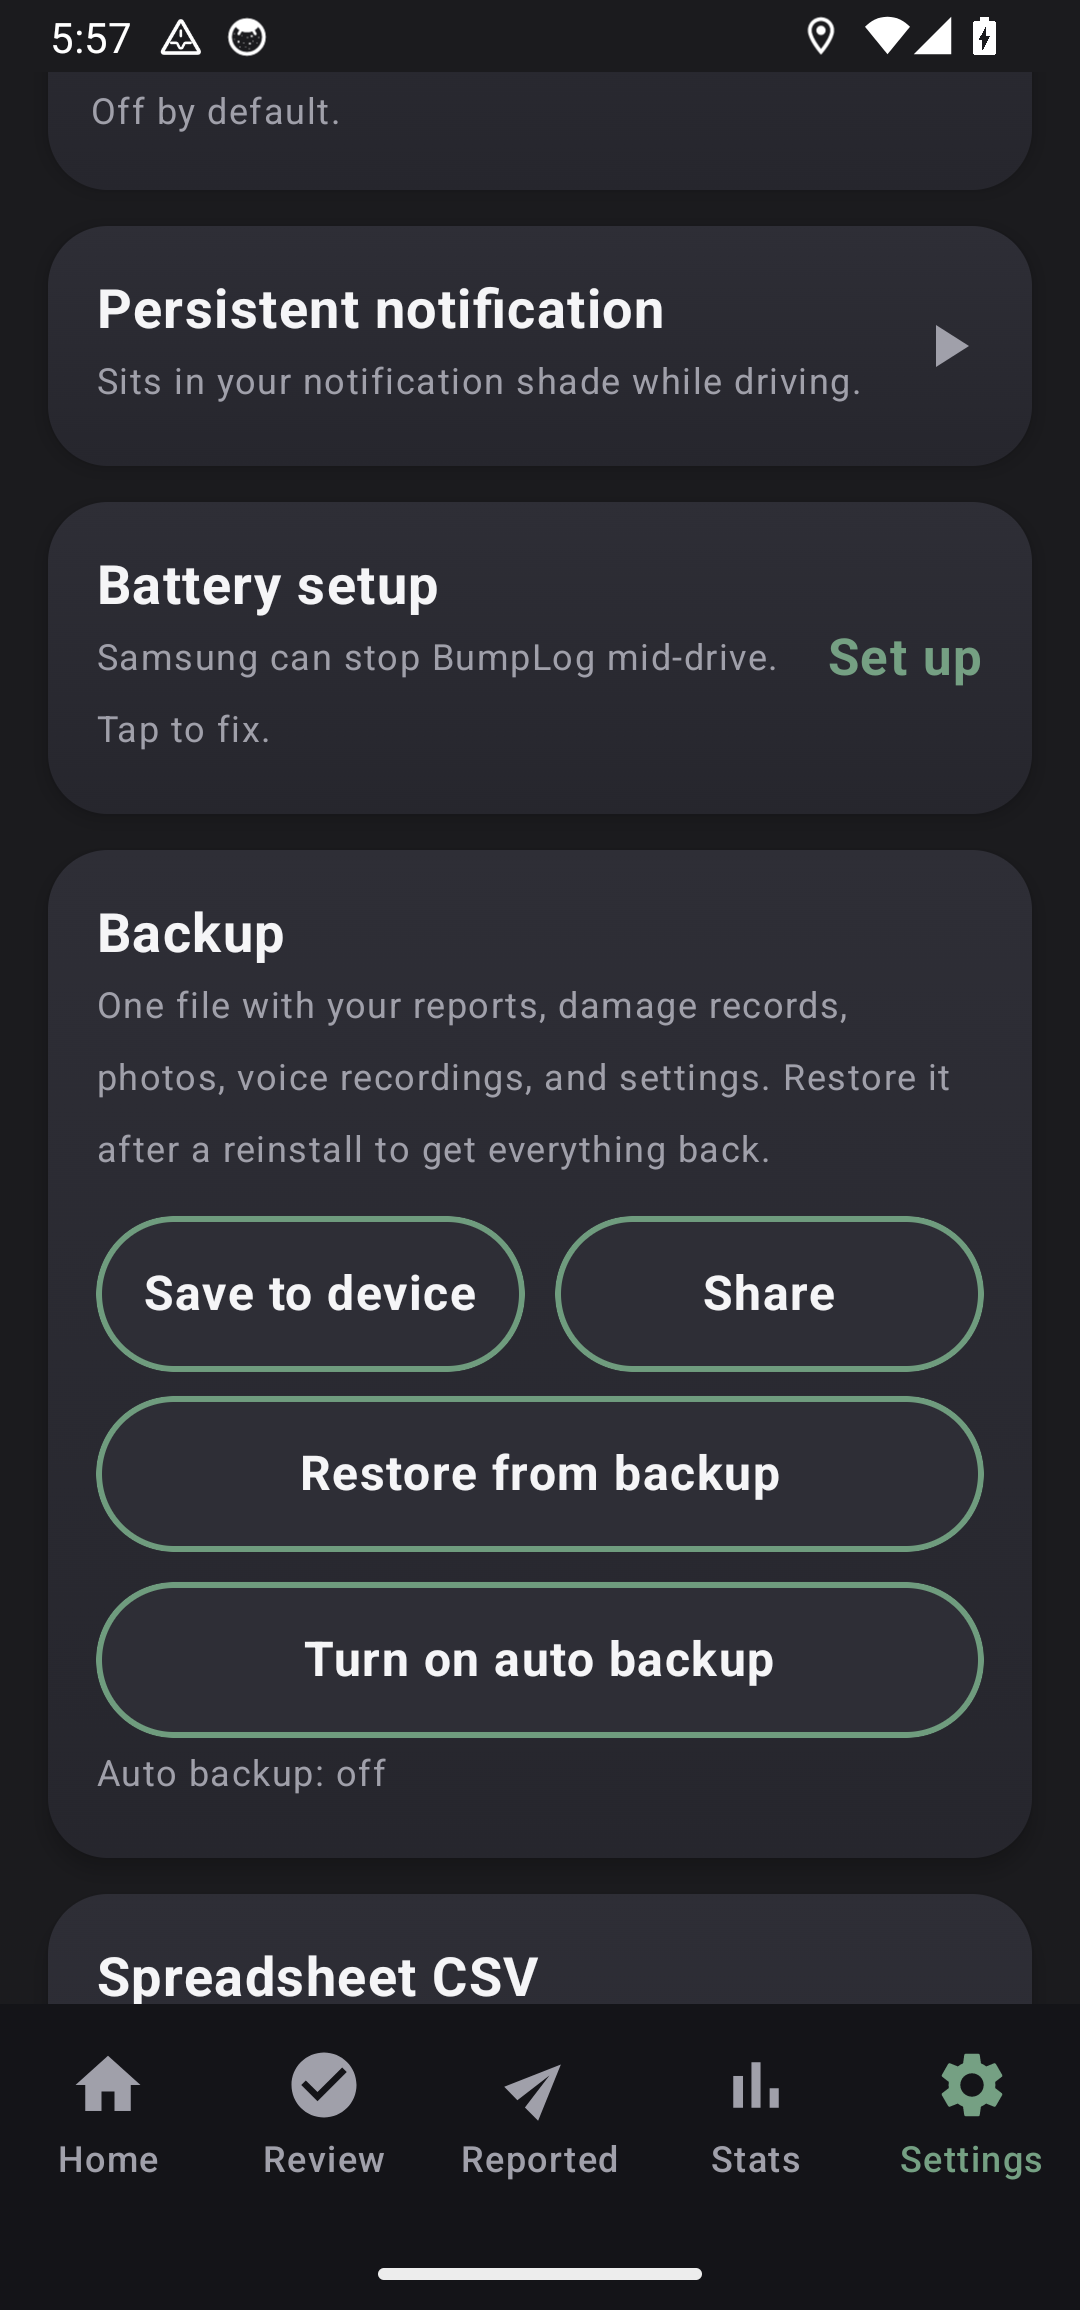 5:57
Off by default.
Persistent notification
Sits in your notification shade while driving.
Battery setup
Samsung can stop BumpLog mid-drive.
Tap to fix.
Set up
Backup
One file with your reports, damage records,
photos, voice recordings, and settings. Restore it
after a reinstall to get everything back.
Save to device
Share
Restore from backup
Turn on auto backup
Auto backup: off
Spreadsheet CSV
Home
Review
Reported
Stats
Settings